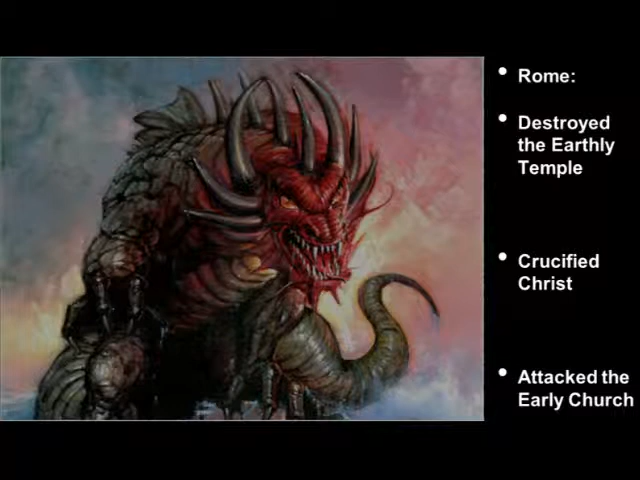 • Rome:
• Destroyed
the Earthly
Temple
• Crucified
Christ
• Attacked the
Early Church